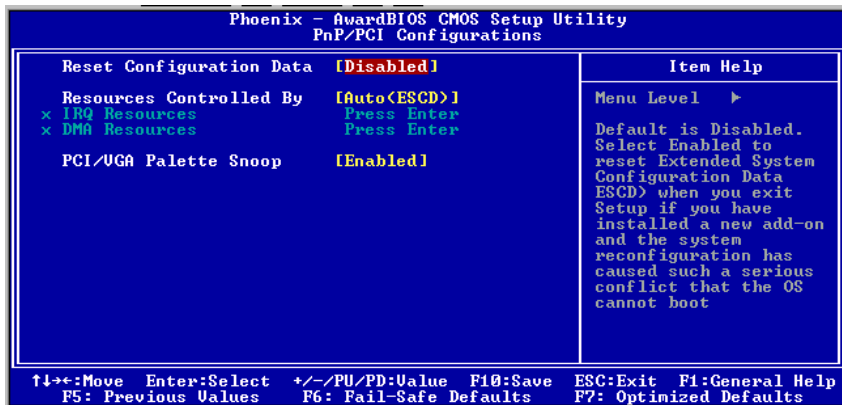 Phoenix - AwardBIOS CMOS Setup Utility
PnP/PCI Configurations
Reset Configuration Data [Disabled]
Resources Controlled By [Auto(ESCD)]
x IRQ Resources Press Enter
x DMA Resources Press Enter
PCI/VGA Palette Snoop [Enabled]
Item Help
Menu Level ►
Default is Disabled.
Select Enabled to
reset Extended System
Configuration Data
ESCD) when you exit
Setup if you have
installed a new add-on
and the system
reconfiguration has
caused such a serious
conflict that the OS
cannot boot
↑↓→←:Move Enter:Select +/-/PU/PD:Value F10:Save ESC:Exit F1:General Help
F5: Previous Values F6: Fail-Safe Defaults F7: Optimized Defaults